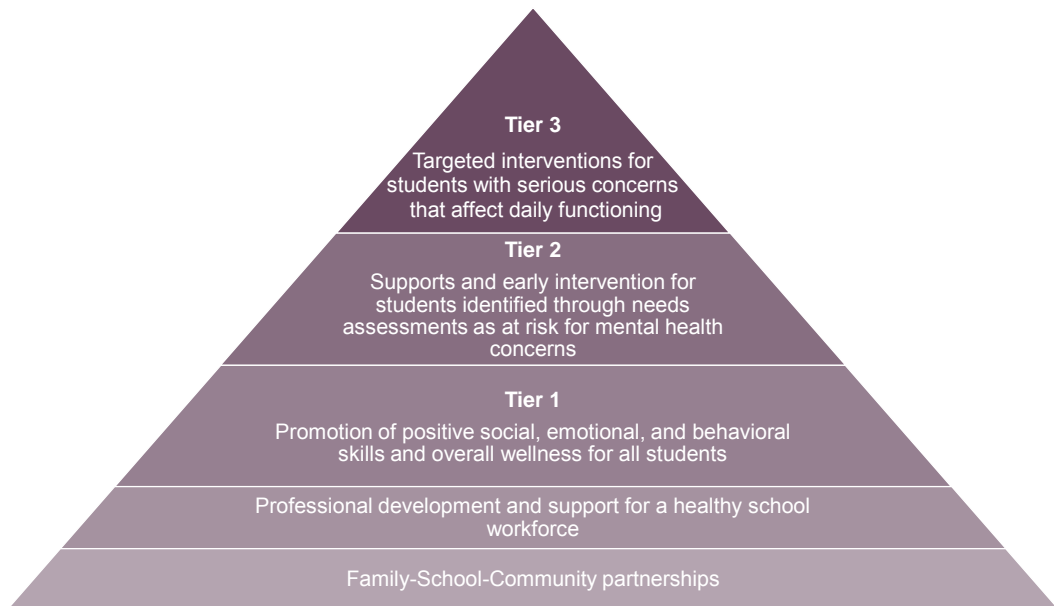 Tier 3
Targeted interventions for
students with serious concerns
that affect daily functioning
Tier 2
Supports and early intervention for
students identified through needs
assessments as at risk for mental health
concerns
Tier 1
Promotion of positive social, emotional, and behavioral
skills and overall wellness for all students
Professional development and support for a healthy school
workforce
Family-School-Community partnerships